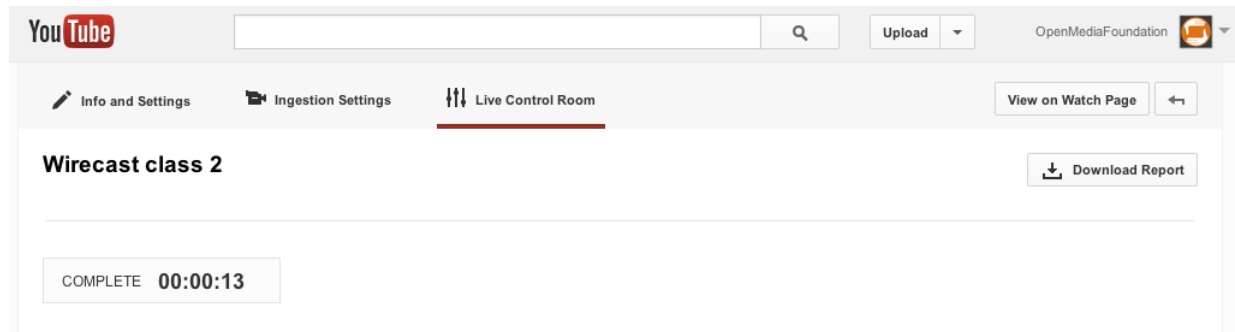 YouTube
Upload
OpenMediaFoundation
Info and Settings
Ingestion Settings
Live Control Room
View on Watch Page
Wirecast class 2
Download Report
COMPLETE 00:00:13